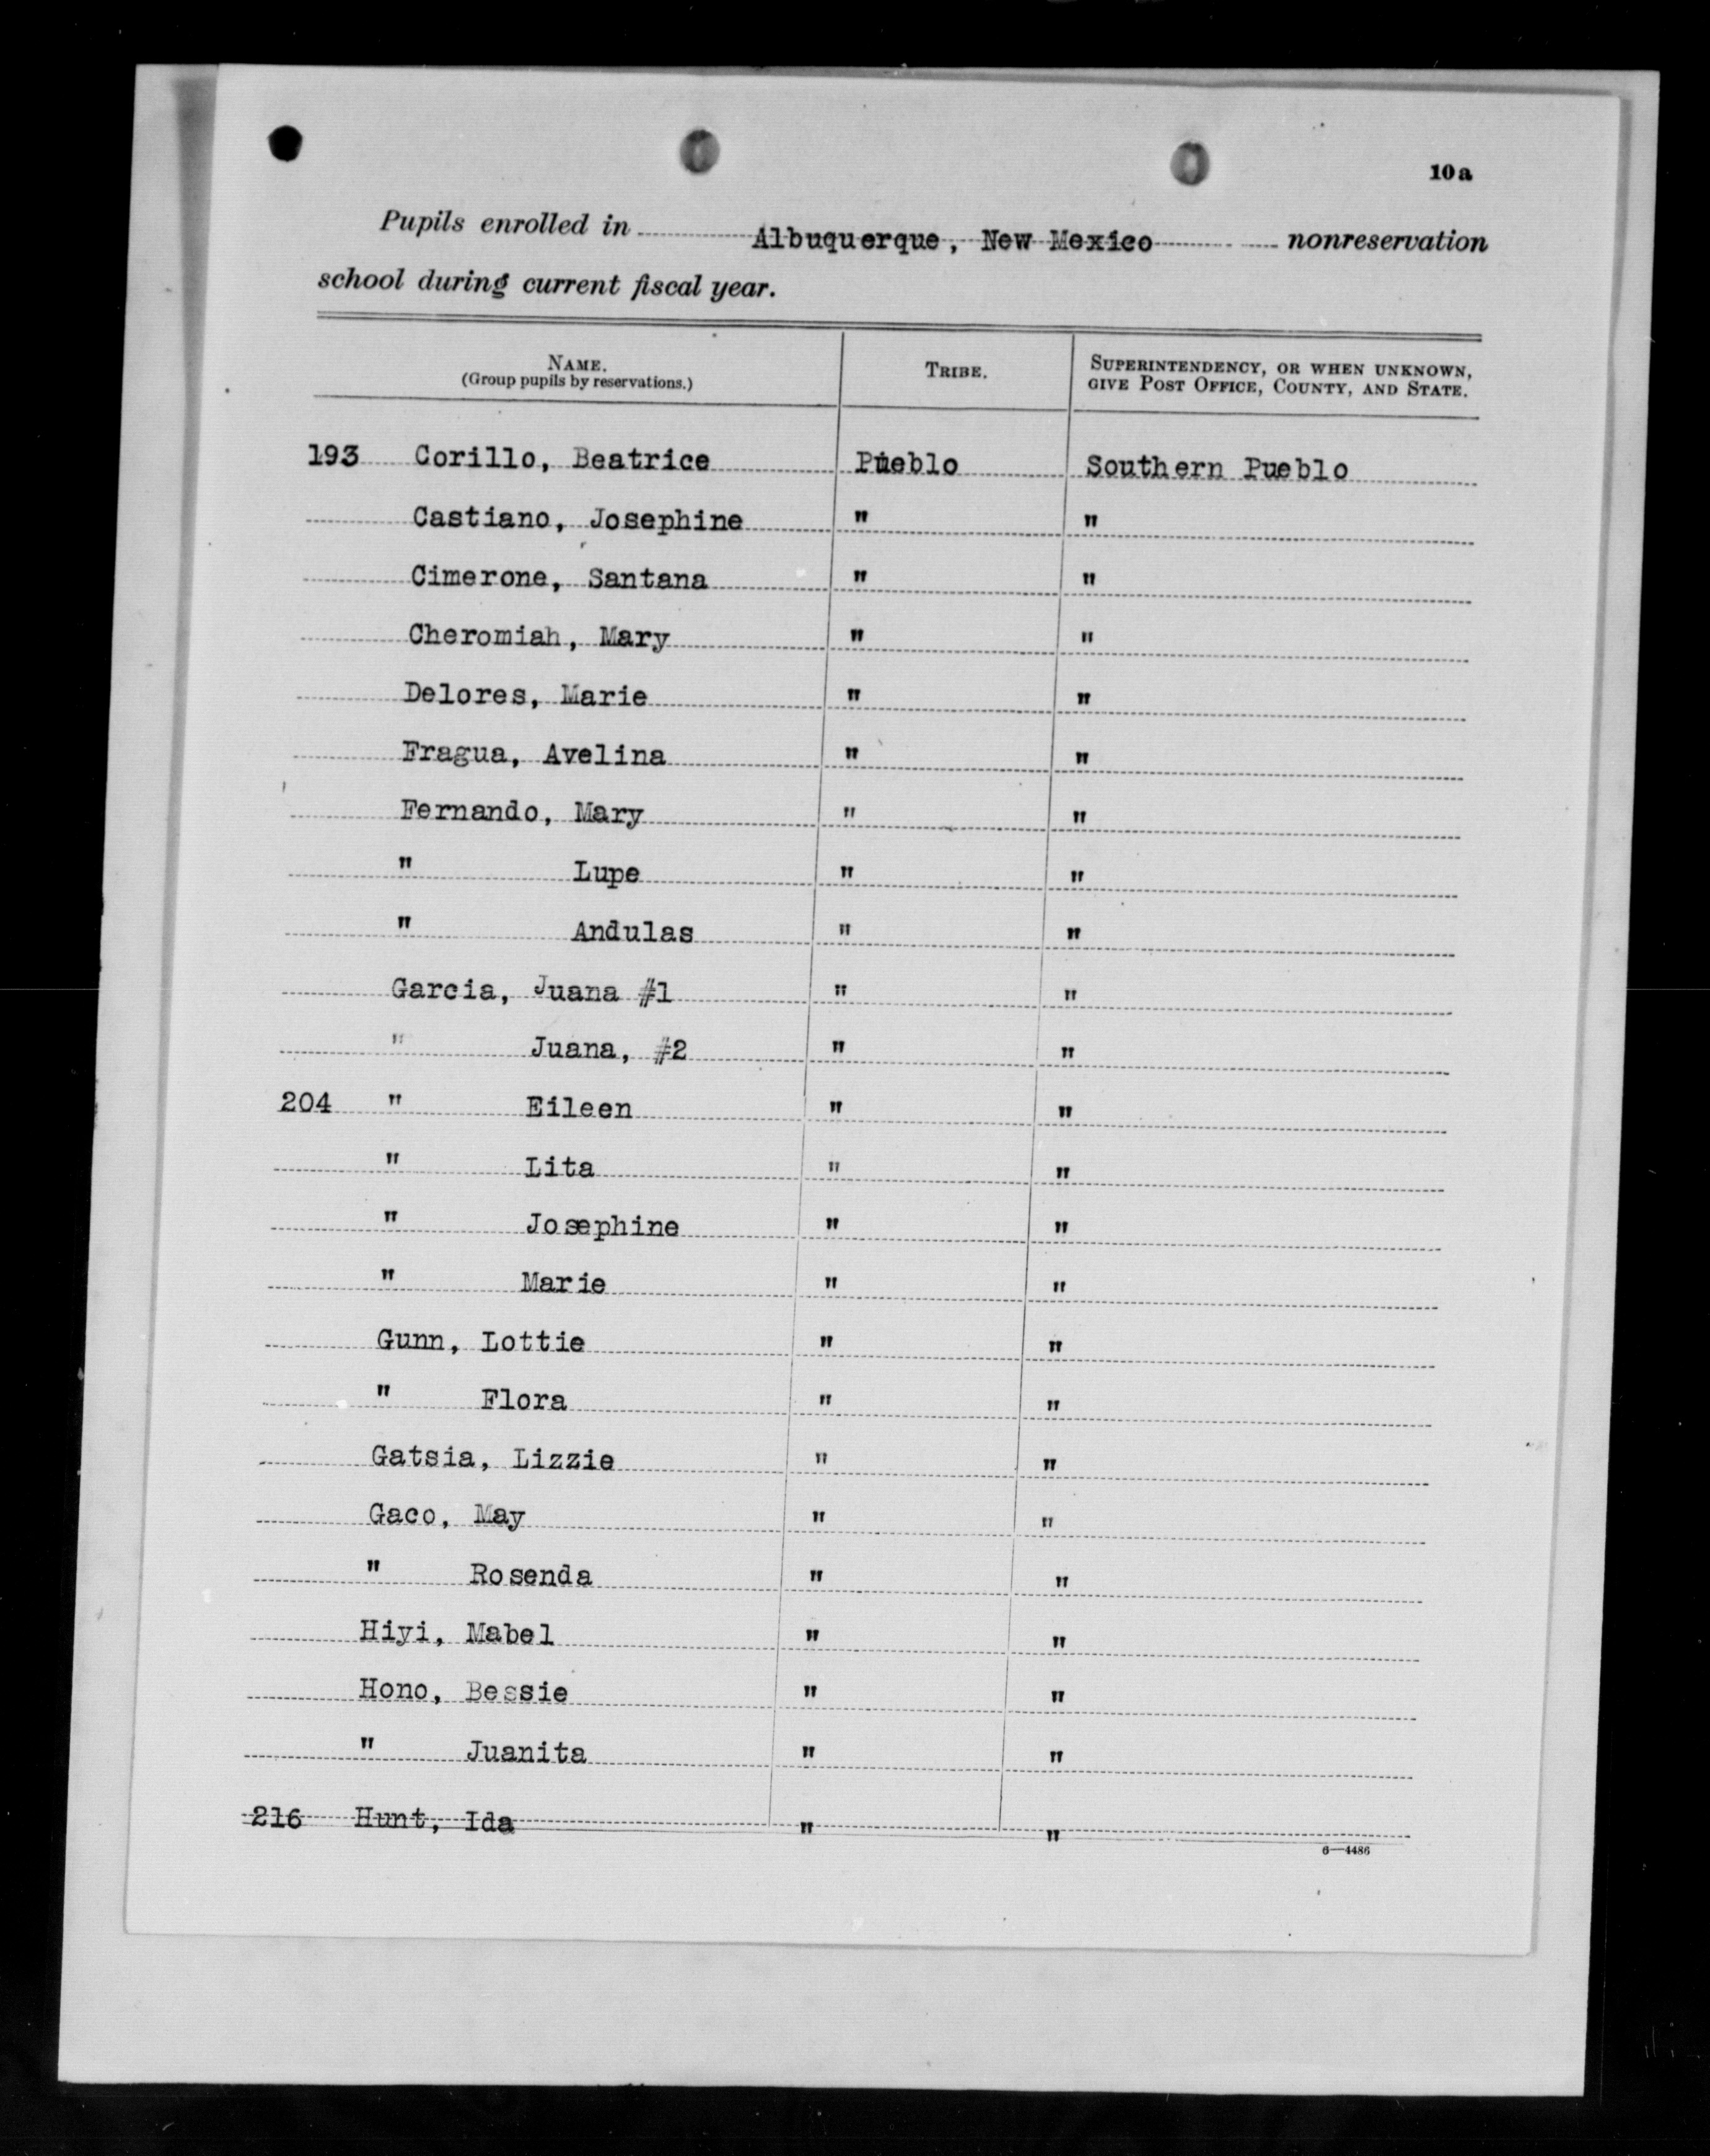 10a
Pupils enrolled in Albuquerque, New Mexico nonreservation
school during current fiscal year.
NAME. TRIBE. SUPERINTENDENCY, OR WHEN UNKNOWN,
(Group pupils by reservations.) GIVE POST OFFICE, COUNTY, AND STATE.
193 Corillo, Beatrice Pueblo Southern Pueblo
Castiano, Josephine " "
Cimerone, Santana " "
Cheromiah, Mary " "
Delores, Marie " "
Fragua, Avelina " "
Fernando, Mary " "
" Lupe " "
" Andulas " "
Garcia, Juana #1 " "
" Juana, #2 " "
204 " Eileen " "
" Lita " "
" Josephine " "
" Marie " "
Gunn, Lottie " "
" Flora " "
Gatsia, Lizzie " "
Gaco, May " "
" Rosenda " "
Hiyi, Mabel " "
Hono, Bessie " "
" Juanita " "
216 Hunt, Ida " "
6—4486